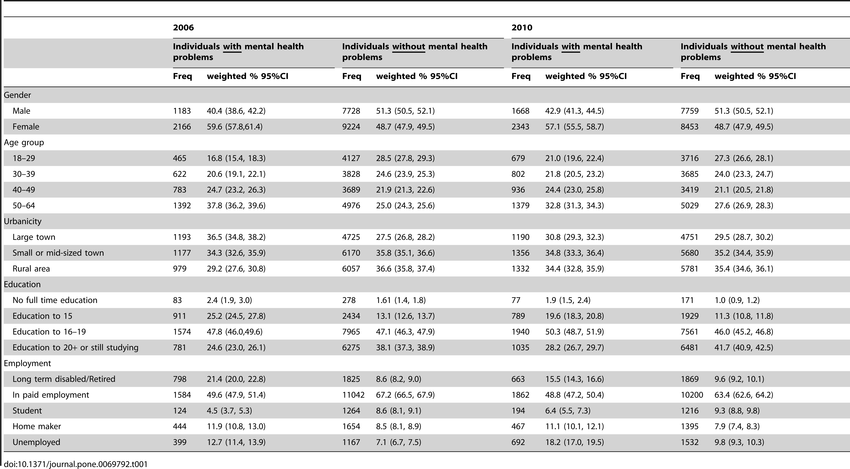 2006 2010
Individuals with mental health Individuals without mental health Individuals with mental health Individuals without mental health
problems problems problems problems
Freq weighted % 95%CI Freq weighted % 95%CI Freq weighted % 95%CI Freq weighted % 95%CI
Gender
Male 1183 40.4 (38.6, 42.2) 7728 51.3 (50.5, 52.1) 1668 42.9 (41.3, 44.5) 7759 51.3 (50.5, 52.1)
Female 2166 59.6 (57.8,61.4) 9224 48.7 (47.9, 49.5) 2343 57.1 (55.5, 58.7) 8453 48.7 (47.9, 49.5)
Age group
18–29 465 16.8 (15.4, 18.3) 4127 28.5 (27.8, 29.3) 679 21.0 (19.6, 22.4) 3716 27.3 (26.6, 28.1)
30–39 622 20.6 (19.1, 22.1) 3828 24.6 (23.9, 25.3) 802 21.8 (20.5, 23.2) 3685 24.0 (23.3, 24.7)
40–49 783 24.7 (23.2, 26.3) 3689 21.9 (21.3, 22.6) 936 24.4 (23.0, 25.8) 3419 21.1 (20.5, 21.8)
50–64 1392 37.8 (36.2, 39.6) 4976 25.0 (24.3, 25.6) 1379 32.8 (31.3, 34.3) 5029 27.6 (26.9, 28.3)
Urbanicity
Large town 1193 36.5 (34.8, 38.2) 4725 27.5 (26.8, 28.2) 1190 30.8 (29.3, 32.3) 4751 29.5 (28.7, 30.2)
Small or mid-sized town 1177 34.3 (32.6, 35.9) 6170 35.8 (35.1, 36.6) 1356 34.8 (33.3, 36.4) 5680 35.2 (34.4, 35.9)
Rural area 979 29.2 (27.6, 30.8) 6057 36.6 (35.8, 37.4) 1332 34.4 (32.8, 35.9) 5781 35.4 (34.6, 36.1)
Education
No full time education 83 2.4 (1.9, 3.0) 278 1.61 (1.4, 1.8) 77 1.9 (1.5, 2.4) 171 1.0 (0.9, 1.2)
Education to 15 911 25.2 (24.5, 27.8) 2434 13.1 (12.6, 13.7) 789 19.6 (18.3, 20.8) 1929 11.3 (10.8, 11.8)
Education to 16–19 1574 47.8 (46.0,49.6) 7965 47.1 (46.3, 47.9) 1940 50.3 (48.7, 51.9) 7561 46.0 (45.2, 46.8)
Education to 20+ or still studying 781 24.6 (23.0, 26.1) 6275 38.1 (37.3, 38.9) 1035 28.2 (26.7, 29.7) 6481 41.7 (40.9, 42.5)
Employment
Long term disabled/Retired 798 21.4 (20.0, 22.8) 1825 8.6 (8.2, 9.0) 663 15.5 (14.3, 16.6) 1869 9.6 (9.2, 10.1)
In paid employment 1584 49.6 (47.9, 51.4) 11042 67.2 (66.5, 67.9) 1862 48.8 (47.2, 50.4) 10200 63.4 (62.6, 64.2)
Student 124 4.5 (3.7, 5.3) 1264 8.6 (8.1, 9.1) 194 6.4 (5.5, 7.3) 1216 9.3 (8.8, 9.8)
Home maker 444 11.9 (10.8, 13.0) 1654 8.5 (8.1, 8.9) 467 11.1 (10.1, 12.1) 1395 7.9 (7.4, 8.3)
Unemployed 399 12.7 (11.4, 13.9) 1167 7.1 (6.7, 7.5) 692 18.2 (17.0, 19.5) 1532 9.8 (9.3, 10.3)
doi:10.1371/journal.pone.0069792.t001